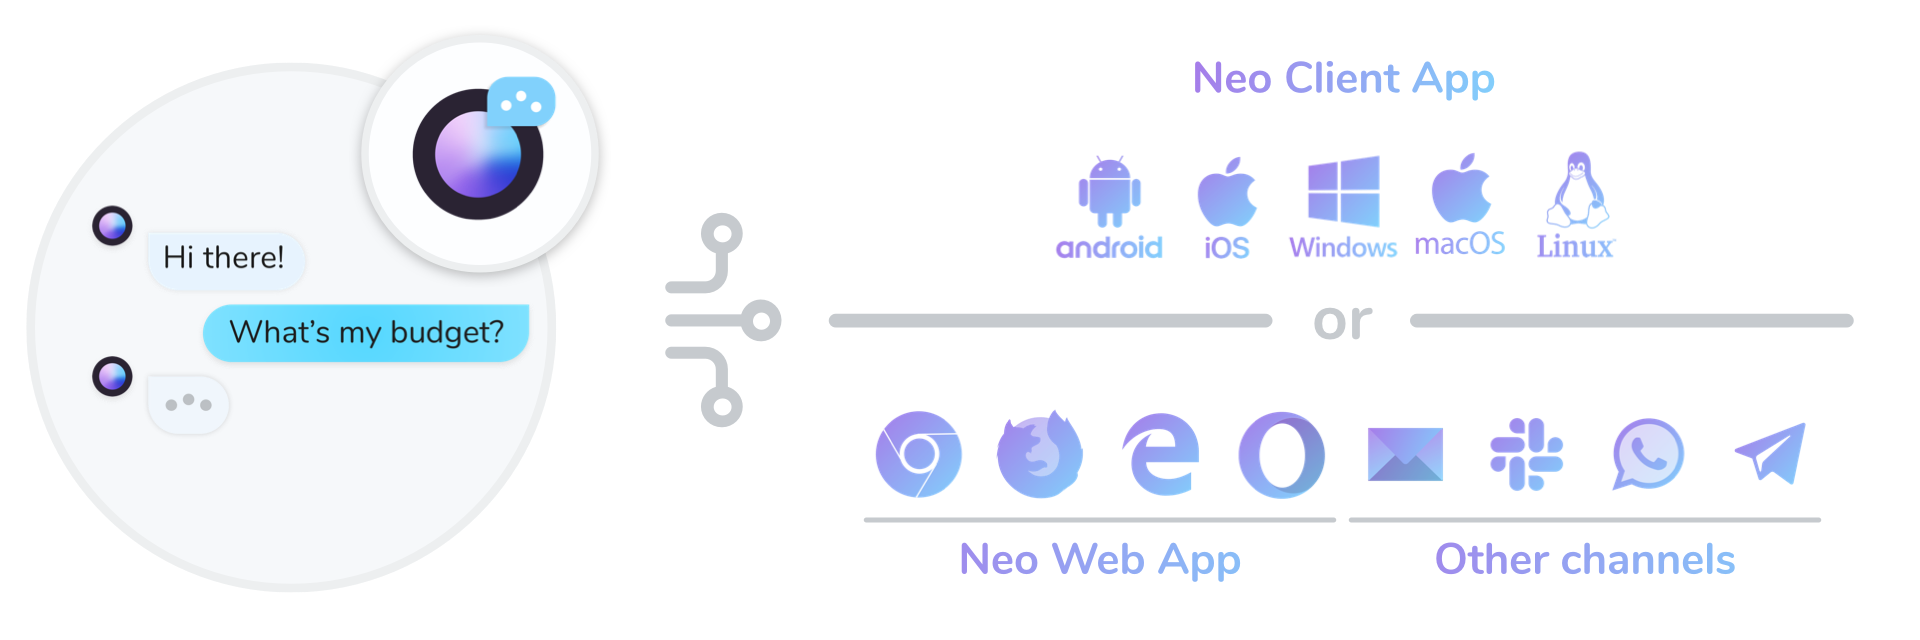 Hi there!
What's my budget?
Neo Client App
android
iOS
Windows
macOS
Linux
or
Neo Web App
Other channels